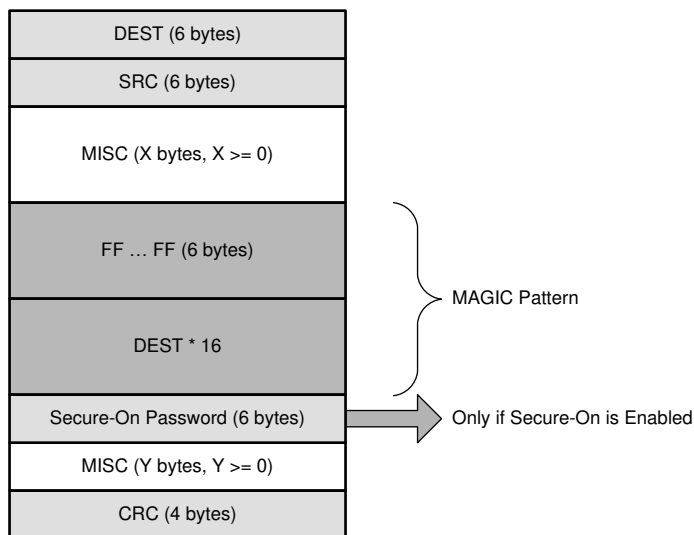 DEST (6 bytes)
SRC (6 bytes)
MISC (X bytes, X >= 0)
FF … FF (6 bytes)
MAGIC Pattern
DEST * 16
Secure-On Password (6 bytes)
Only if Secure-On is Enabled
MISC (Y bytes, Y >= 0)
CRC (4 bytes)